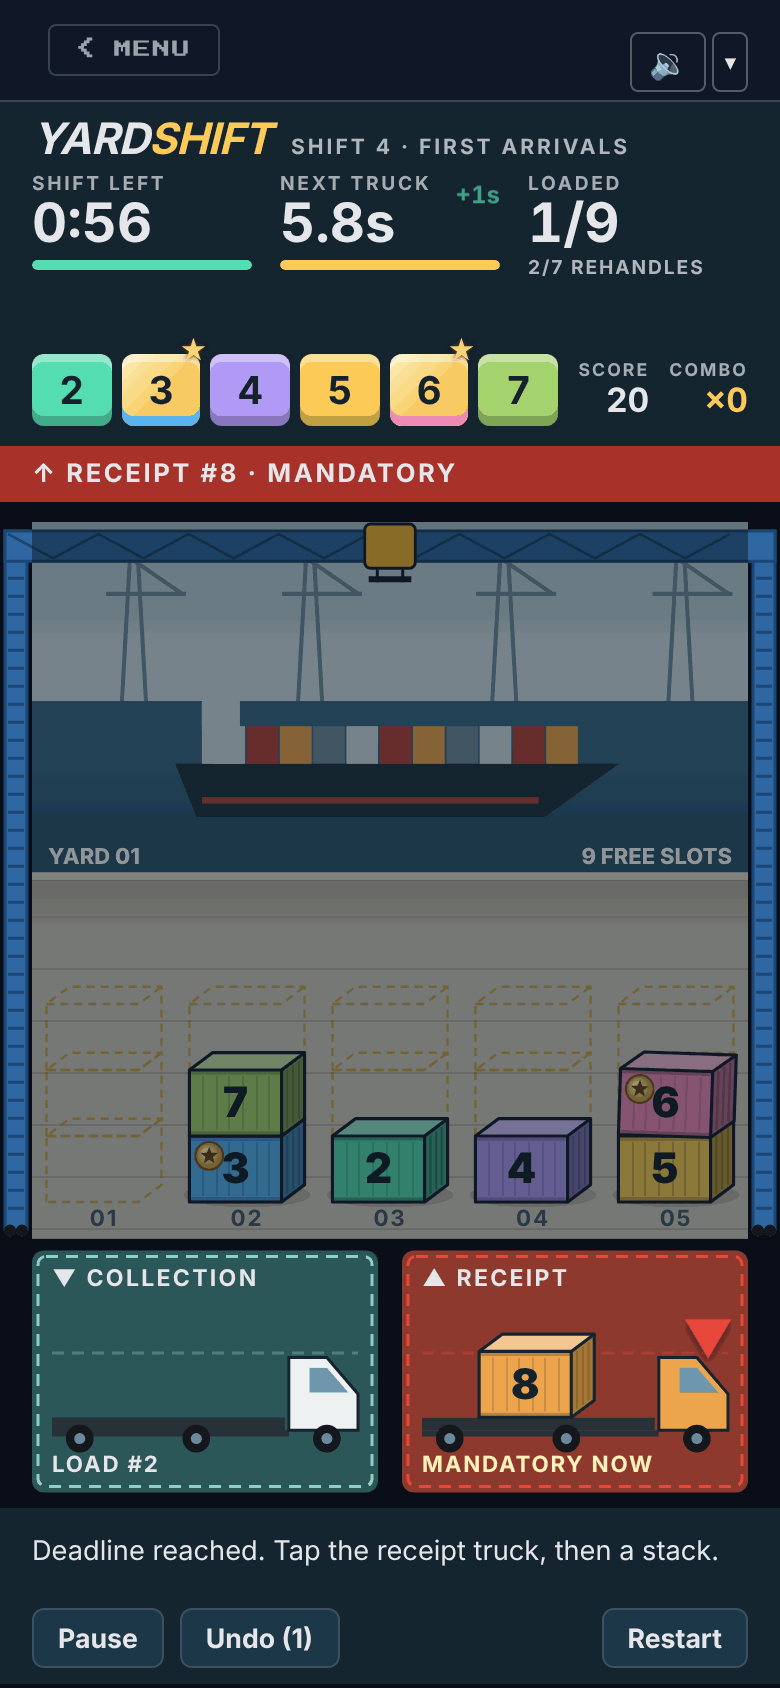 < MENU
▼
YARDSHIFT SHIFT 4 · FIRST ARRIVALS
SHIFT LEFT NEXT TRUCK +1s LOADED
0:56 5.8s 1/9
2/7 REHANDLES
2 3 4 5 6 7
SCORE COMBO
20 ×0
↑ RECEIPT #8 · MANDATORY
YARD 01 9 FREE SLOTS
7 6
3 2 4 5
01 02 03 04 05
▼ COLLECTION ▲ RECEIPT
8
LOAD #2 MANDATORY NOW
Deadline reached. Tap the receipt truck, then a stack.
Pause Undo (1) Restart